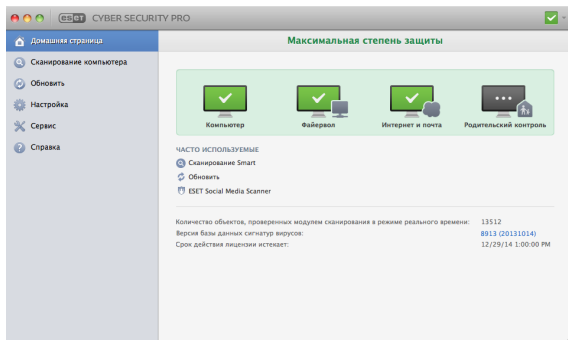 eset CYBER SECURITY PRO
Домашняя страница
Сканирование компьютера
Обновить
Настройка
Сервис
Справка
Максимальная степень защиты
Компьютер
Файервол
Интернет и почта
Родительский контроль
ЧАСТО ИСПОЛЬЗУЕМЫЕ
Сканирование Smart
Обновить
ESET Social Media Scanner
Количество объектов, проверенных модулем сканирования в режиме реального времени: 13512
Версия базы данных сигнатур вирусов: 8913 (20131014)
Срок действия лицензии истекает: 12/29/14 1:00:00 PM